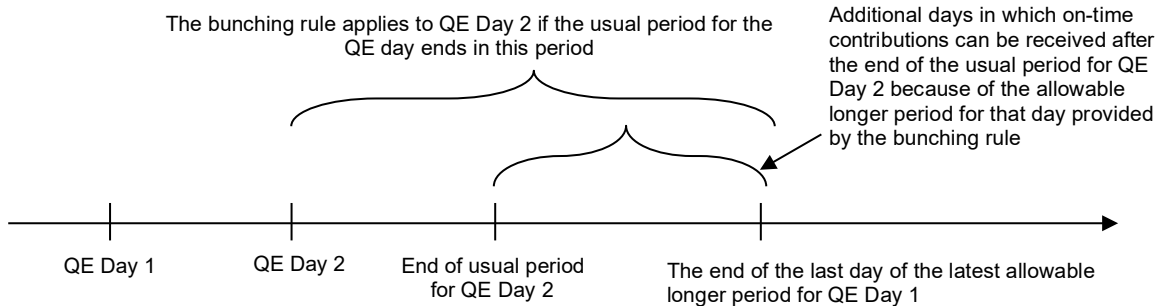 The bunching rule applies to QE Day 2 if the usual period for the
QE day ends in this period
Additional days in which on-time
contributions can be received after
the end of the usual period for QE
Day 2 because of the allowable
longer period for that day provided
by the bunching rule
QE Day 1
QE Day 2
End of usual period
for QE Day 2
The end of the last day of the latest allowable
longer period for QE Day 1